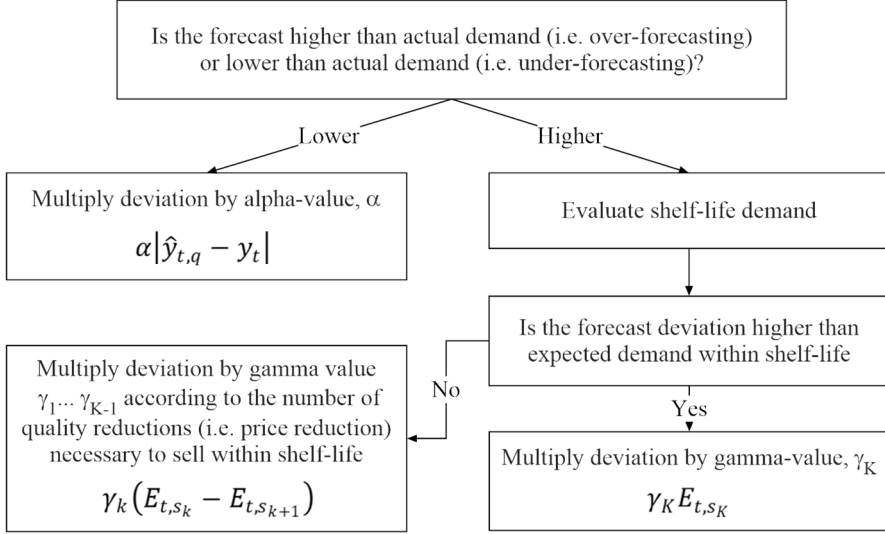 Is the forecast higher than actual demand (i.e. over-forecasting)
or lower than actual demand (i.e. under-forecasting)?
Lower
Higher
Multiply deviation by alpha-value, α
α|ŷ_{t,q} − y_t|
Evaluate shelf-life demand
Is the forecast deviation higher than
expected demand within shelf-life
No
Yes
Multiply deviation by gamma value
γ_1... γ_{K-1} according to the number of
quality reductions (i.e. price reduction)
necessary to sell within shelf-life
γ_k(E_{t,s_k} − E_{t,s_{k+1}})
Multiply deviation by gamma-value, γ_K
γ_K E_{t,s_K}